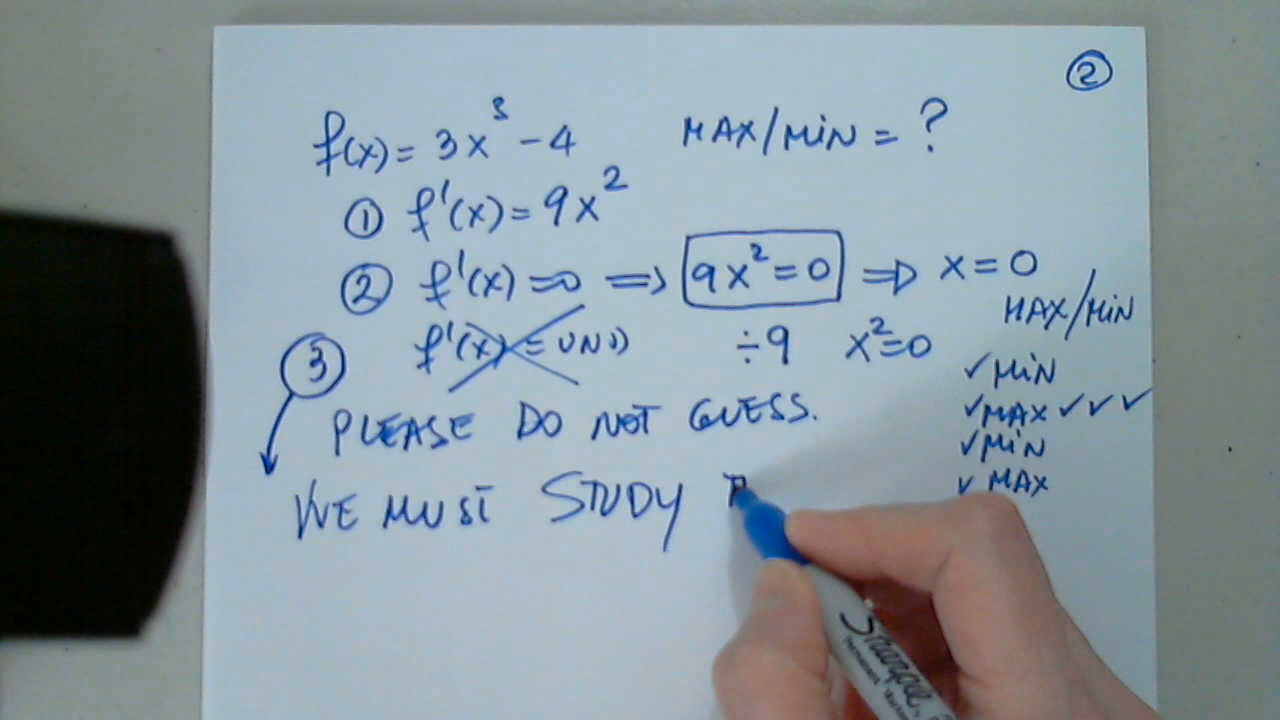 ②
f(x) = 3x³ - 4 MAX/MIN = ?
① f'(x) = 9x²
② f'(x) = 0 ⇒ 9x² = 0 ⇒ x = 0
MAX/MIN
③ f'(x) = UND ÷9 x² = 0
✓ MIN
PLEASE DO NOT GUESS. ✓ MAX ✓ ✓ ✓
✓ MIN
WE MUST STUDY ✓ MAX
Sharpie